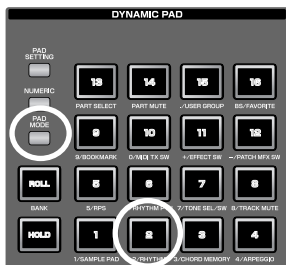 DYNAMIC PAD
PAD
SETTING
NUMERIC
PAD
MODE
13 14 15 16
PART SELECT PART MUTE ./USER GROUP BS/FAVORITE
9 10 11 12
9/BOOKMARK 0/MIDI TX SW +/EFFECT SW –/PATCH MFX SW
ROLL 5 6 7 8
BANK 5/RPS RHYTHM 7/TONE SEL/SW 8/TRACK MUTE
HOLD 1 2 3 4
1/SAMPLE PAD 2/RHYTHM 3/CHORD MEMORY 4/ARPEGGIO